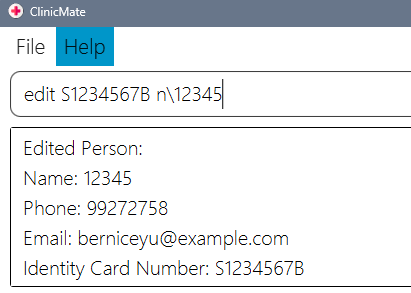 ClinicMate
File Help
edit S1234567B n\12345
Edited Person:
Name: 12345
Phone: 99272758
Email: berniceyu@example.com
Identity Card Number: S1234567B